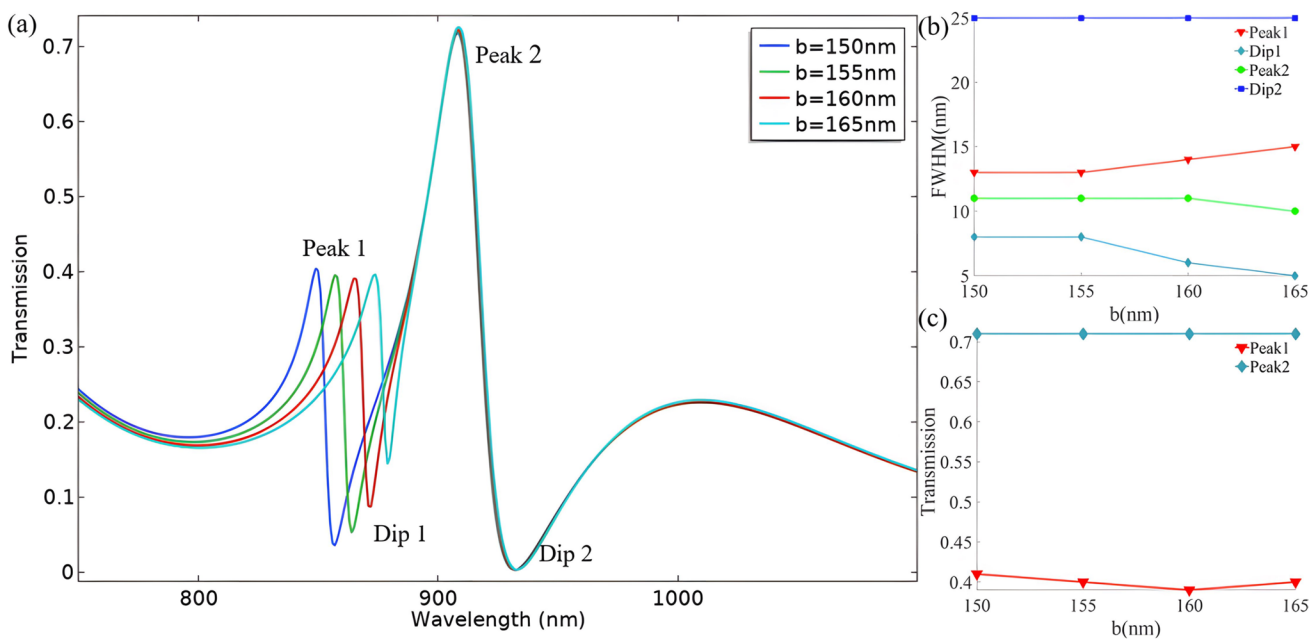 (a)
0.7
0.6
0.5
0.4
0.3
0.2
0.1
0
Transmission
800
900
1000
Wavelength (nm)
Peak 1
Peak 2
Dip 1
Dip 2
b=150nm
b=155nm
b=160nm
b=165nm
(b)
25
20
15
10
5
FWHM(nm)
150
155
160
165
b(nm)
Peak1
Dip1
Peak2
Dip2
(c)
0.7
0.65
0.6
0.55
0.5
0.45
0.4
Transmission
150
155
160
165
b(nm)
Peak1
Peak2